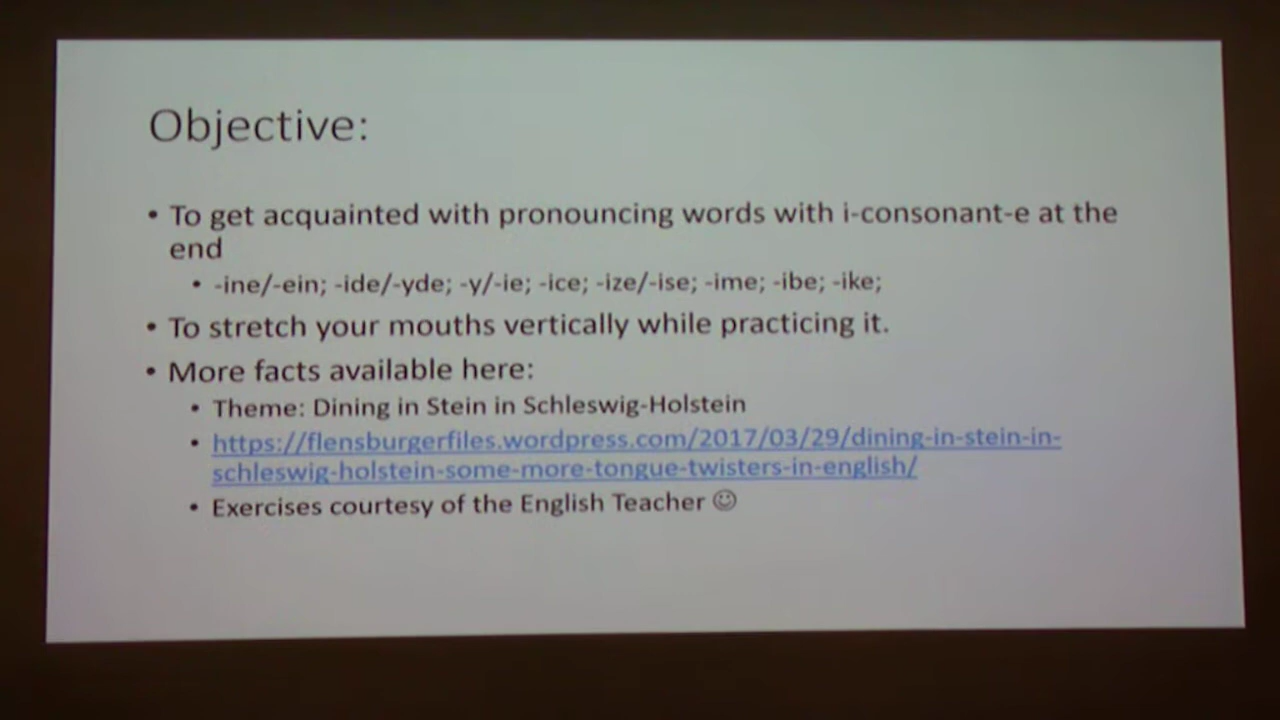 Objective:
• To get acquainted with pronouncing words with i-consonant-e at the
end
• -ine/-ein; -ide/-yde; -y/-ie; -ice; -ize/-ise; -ime; -ibe; -ike;
• To stretch your mouths vertically while practicing it.
• More facts available here:
• Theme: Dining in Stein in Schleswig-Holstein
• https://flensburgerfiles.wordpress.com/2017/03/29/dining-in-stein-in-
schleswig-holstein-some-more-tongue-twisters-in-english/
• Exercises courtesy of the English Teacher ☺